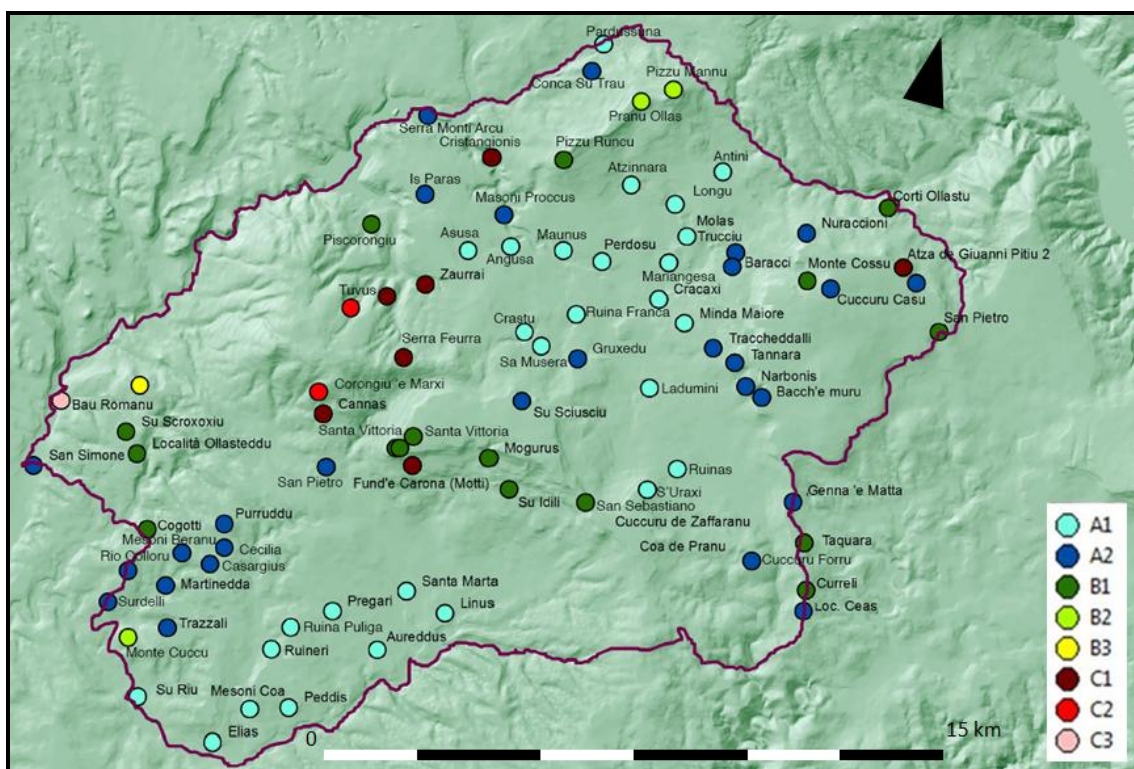 Pardussuna
Conca Su Trau
Pizzu Mannu
Pranu Ollas
Serra Monti Arcu
Cristangionis
Pizzu Runcu
Atzinnara
Antini
Is Paras
Longu
Masoni Proccus
Corti Ollastu
Piscorongiu
Molas
Trucciu
Nuraccioni
Asusa
Angusa
Maunus
Perdosu
Mariangesa
Baracci
Monte Cossu
Atza de Giuanni Pitiu 2
Zaurrai
Tuvus
Cuccuru Casu
Cracaxi
Ruina Franca
Minda Maiore
San Pietro
Crastu
Serra Feurra
Sa Musera
Gruxedu
Traccheddalli
Tannara
Corongiu 'e Marxi
Ladumini
Narbonis
Bacch'e muru
Bau Romanu
Cannas
Su Sciusciu
Su Scroxoxiu
Santa Vittoria
Santa Vittoria
Località Ollasteddu
Mogurus
San Simone
San Pietro
Fund'e Carona (Motti)
Ruinas
Su Idili
San Sebastiano
S'Uraxi
Genna 'e Matta
Cuccuru de Zaffaranu
Purruddu
Cogotti
Mesoni Beranu
Cecilia
Coa de Pranu
Taquara
Rio Colloru
Casargius
Cuccuru Forru
Martinedda
Santa Marta
Curreli
Surdelli
Pregari
Linus
Loc. Ceas
Trazzali
Ruina Puliga
Aureddus
Monte Cuccu
Ruineri
Su Riu
Mesoni Coa
Peddis
Elias
0
15 km
A1
A2
B1
B2
B3
C1
C2
C3